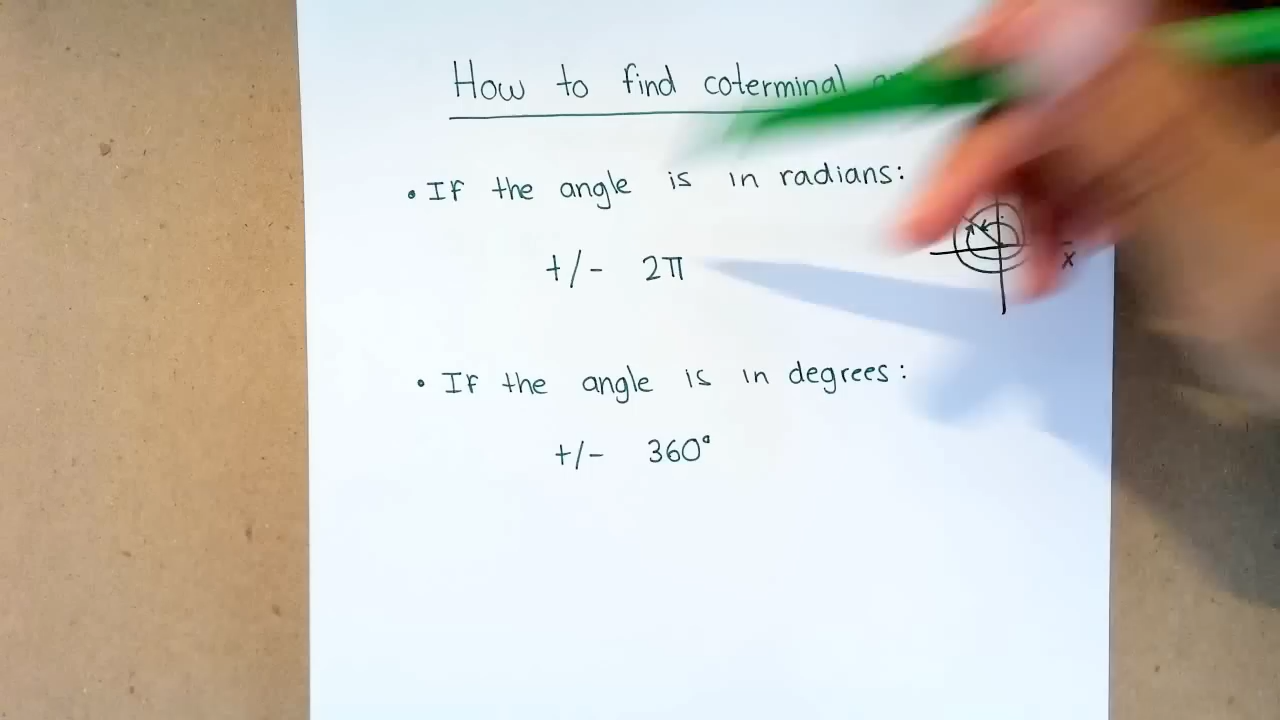 How to find coterminal
• If the angle is in radians:
+/- 2π
x
• If the angle is in degrees:
+/- 360°